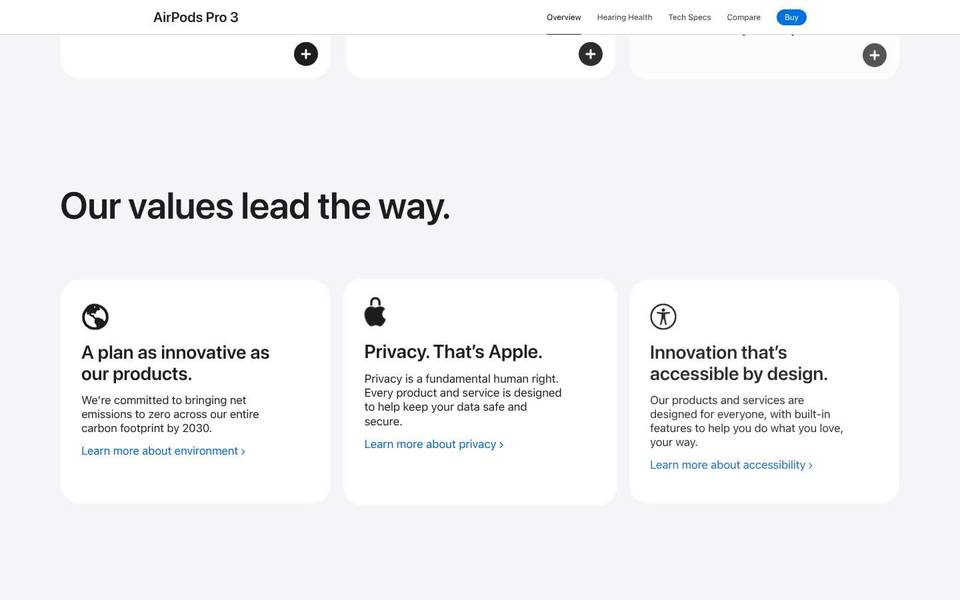 AirPods Pro 3
Overview
Hearing Health
Tech Specs
Compare
Buy
Our values lead the way.
A plan as innovative as
our products.
We're committed to bringing net
emissions to zero across our entire
carbon footprint by 2030.
Learn more about environment ›
Privacy. That's Apple.
Privacy is a fundamental human right.
Every product and service is designed
to help keep your data safe and
secure.
Learn more about privacy ›
Innovation that's
accessible by design.
Our products and services are
designed for everyone, with built-in
features to help you do what you love,
your way.
Learn more about accessibility ›